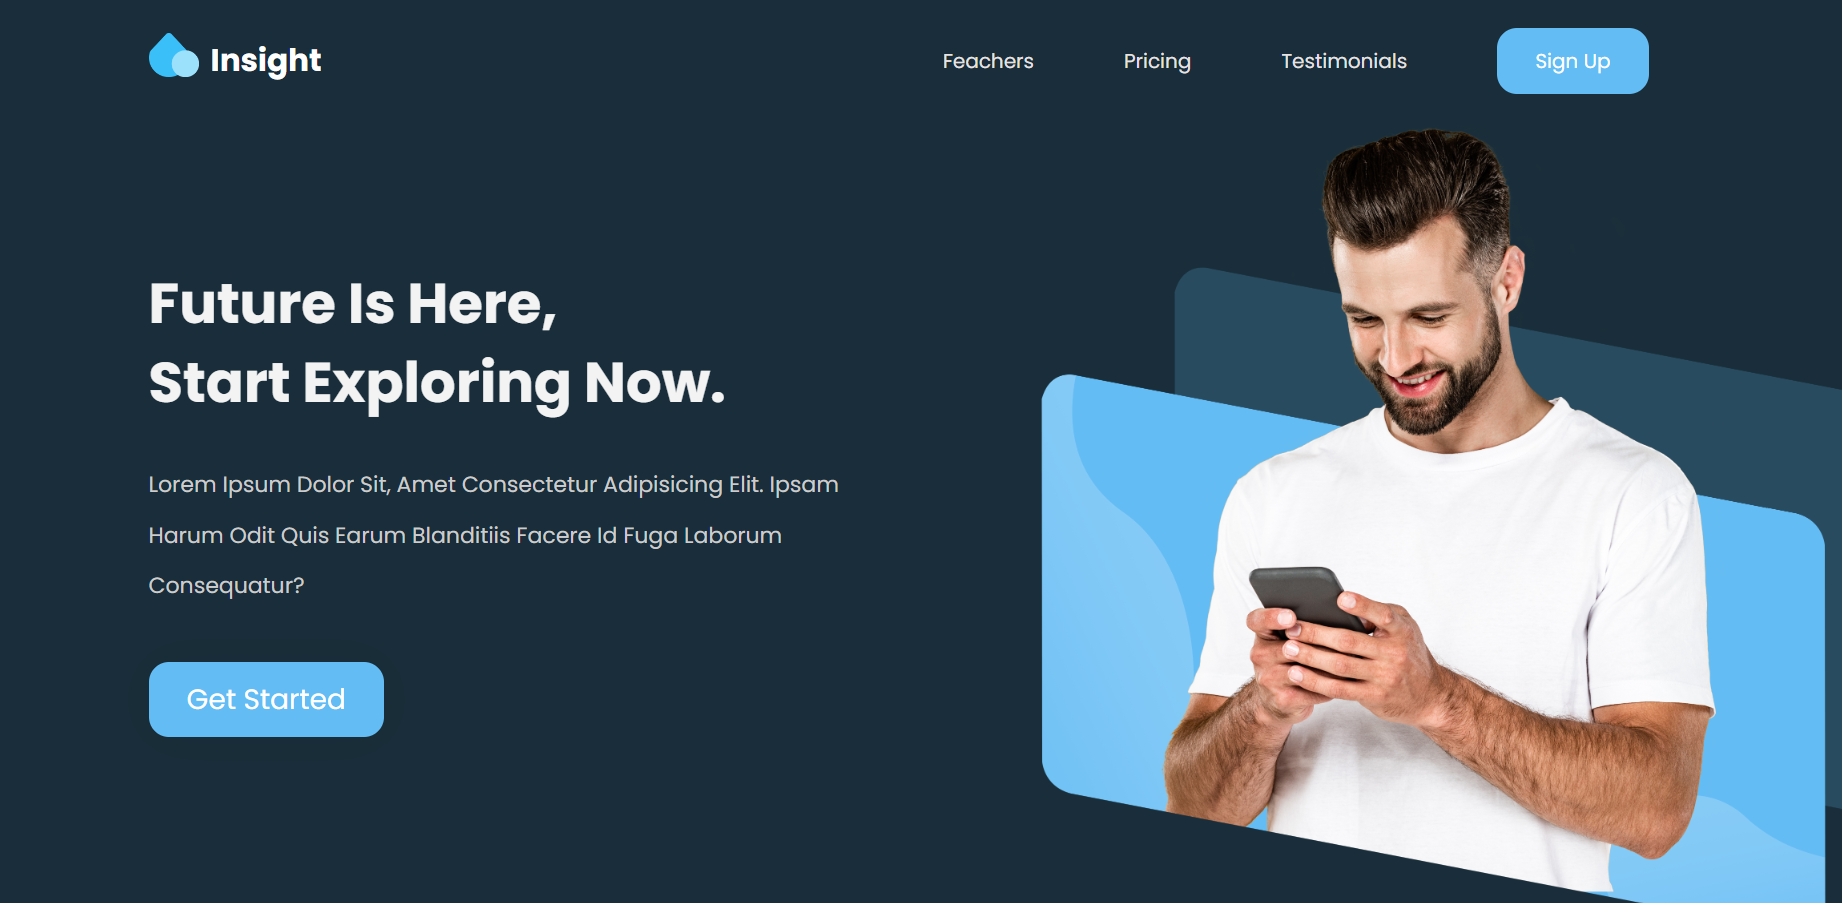 Insight
Feachers
Pricing
Testimonials
Sign Up
Future Is Here,
Start Exploring Now.
Lorem Ipsum Dolor Sit, Amet Consectetur Adipisicing Elit. Ipsam
Harum Odit Quis Earum Blanditiis Facere Id Fuga Laborum
Consequatur?
Get Started